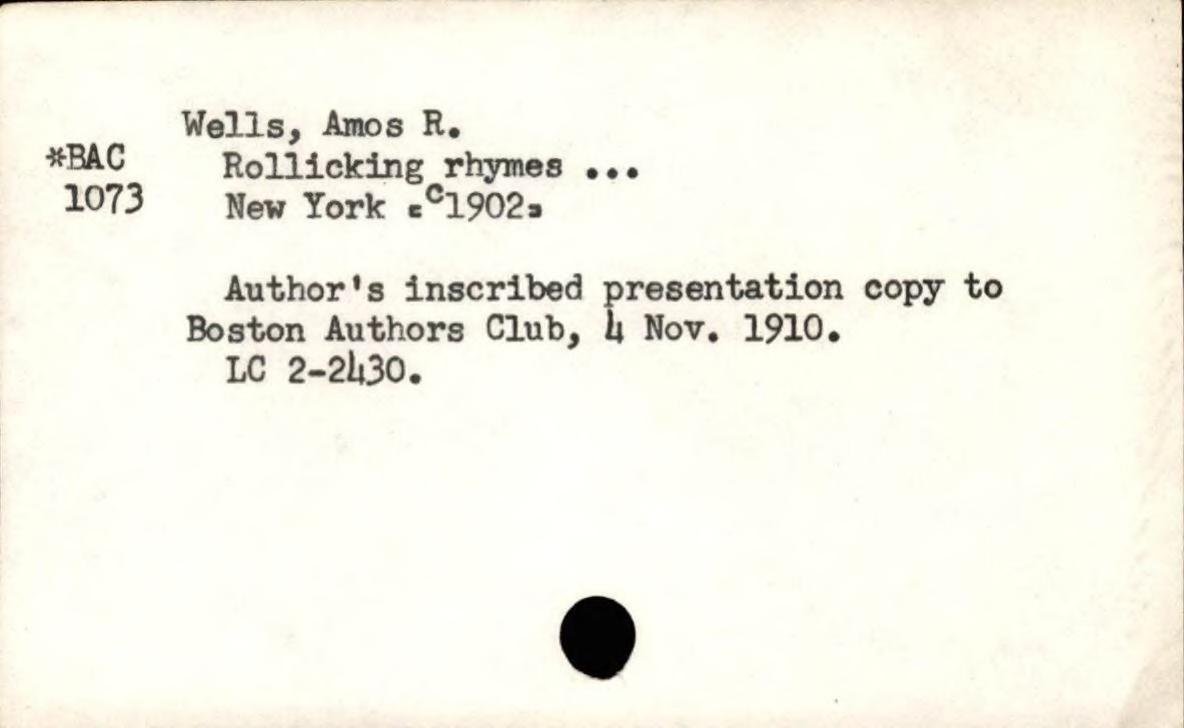 Wells, Amos R.
*BAC Rollicking rhymes ...
1073 New York [c1902]
Author's inscribed presentation copy to
Boston Authors Club, 4 Nov. 1910.
LC 2-2430.